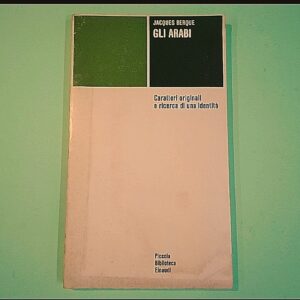 JACQUES BERQUE
GLI ARABI
Caratteri originali
e ricerca di una identità
Piccola
Biblioteca
Einaudi